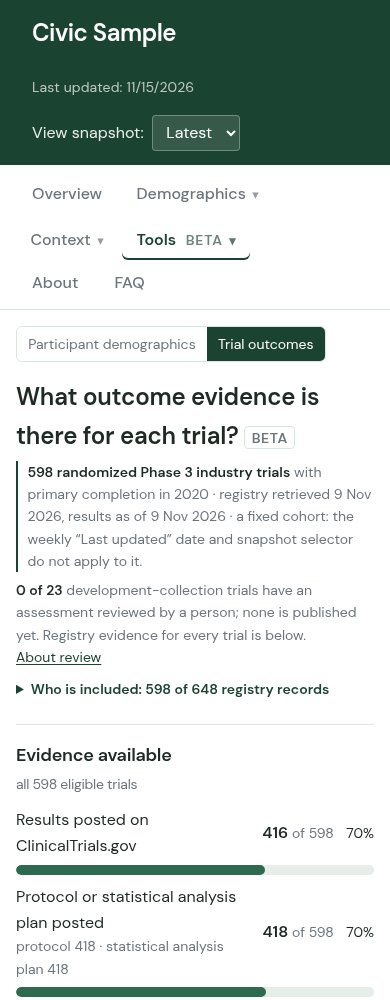 Civic Sample
Last updated: 11/15/2026
View snapshot: Latest
Overview Demographics ▾
Context ▾ Tools BETA ▾
About FAQ
Participant demographics Trial outcomes
What outcome evidence is
there for each trial? BETA
598 randomized Phase 3 industry trials with
primary completion in 2020 · registry retrieved 9 Nov
2026, results as of 9 Nov 2026 · a fixed cohort: the
weekly “Last updated” date and snapshot selector
do not apply to it.
0 of 23 development-collection trials have an
assessment reviewed by a person; none is published
yet. Registry evidence for every trial is below.
About review
▶ Who is included: 598 of 648 registry records
Evidence available
all 598 eligible trials
Results posted on
ClinicalTrials.gov
416 of 598 70%
Protocol or statistical analysis
plan posted
protocol 418 · statistical analysis
plan 418
418 of 598 70%